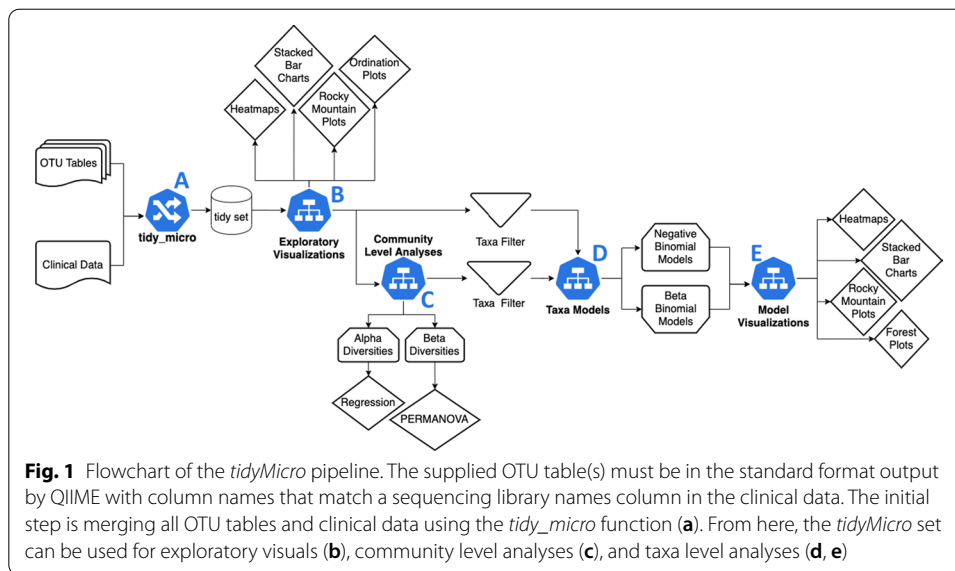 Stacked
Bar
Charts
Ordination
Plots
Heatmaps
Rocky
Mountain
Plots
OTU Tables
A
tidy_micro
tidy set
B
Exploratory
Visualizations
Clinical Data
Community
Level Analyses
C
Taxa Filter
Taxa Filter
D
Taxa Models
Negative
Binomial
Models
Beta
Binomial
Models
E
Model
Visualizations
Heatmaps
Stacked
Bar
Charts
Rocky
Mountain
Plots
Forest
Plots
Alpha
Diversities
Beta
Diversities
Regression
PERMANOVA
Fig. 1 Flowchart of the tidyMicro pipeline. The supplied OTU table(s) must be in the standard format output
by QIIME with column names that match a sequencing library names column in the clinical data. The initial
step is merging all OTU tables and clinical data using the tidy_micro function (a). From here, the tidyMicro set
can be used for exploratory visuals (b), community level analyses (c), and taxa level analyses (d, e)